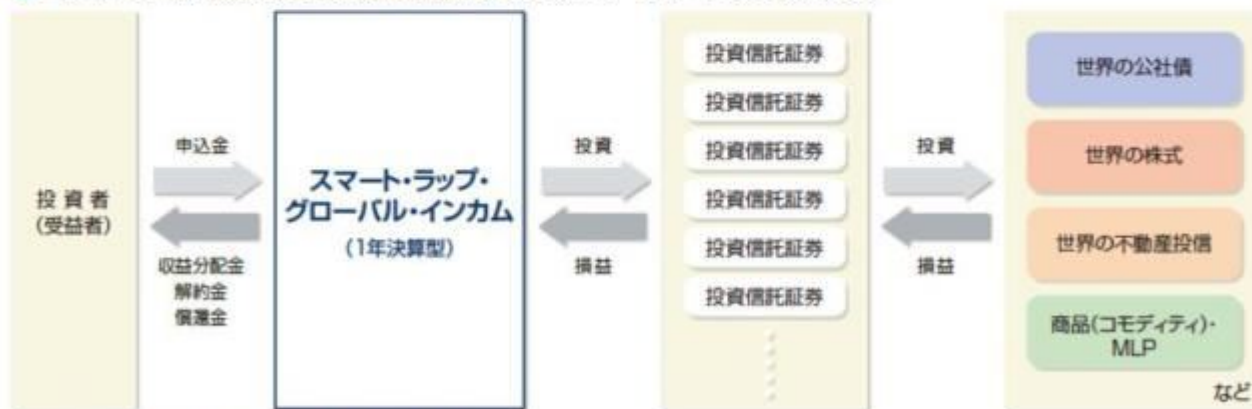 投資者
(受益者)
申込金
収益分配金
解約金
償還金
スマート・ラップ・
グローバル・インカム
(1年決算型)
投資
損益
投資信託証券
投資信託証券
投資信託証券
投資信託証券
投資信託証券
投資信託証券
投資
損益
世界の公社債
世界の株式
世界の不動産投信
商品(コモディティ)・
MLP
など